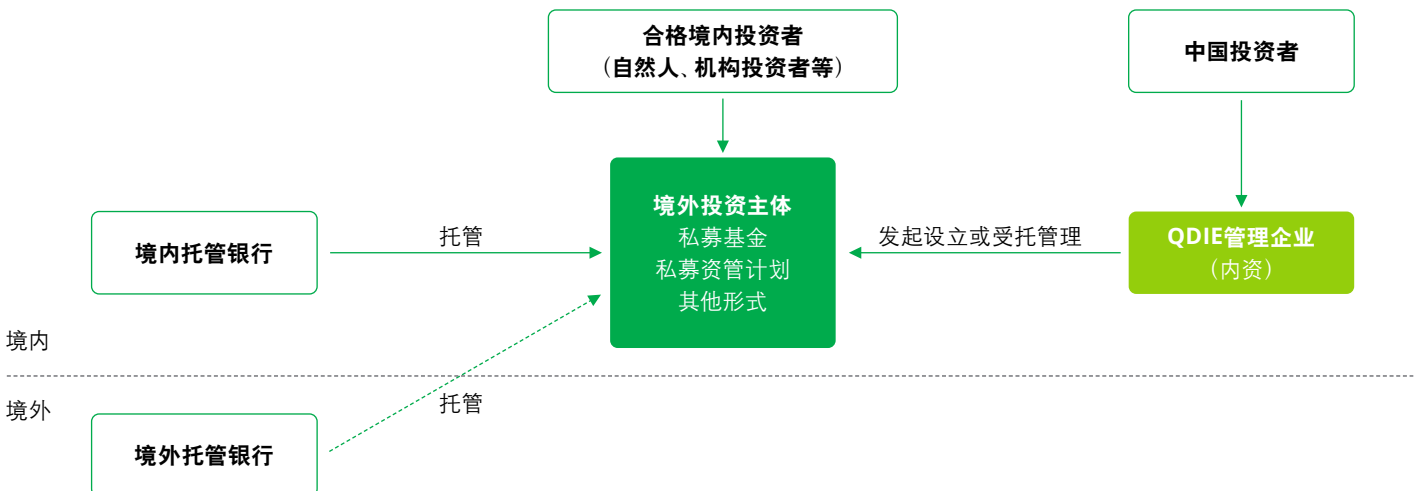 合格境内投资者
（自然人、机构投资者等）
中国投资者
境外投资主体
私募基金
私募资管计划
其他形式
境内托管银行
托管
发起设立或受托管理
QDIE管理企业
（内资）
境内
境外
托管
境外托管银行